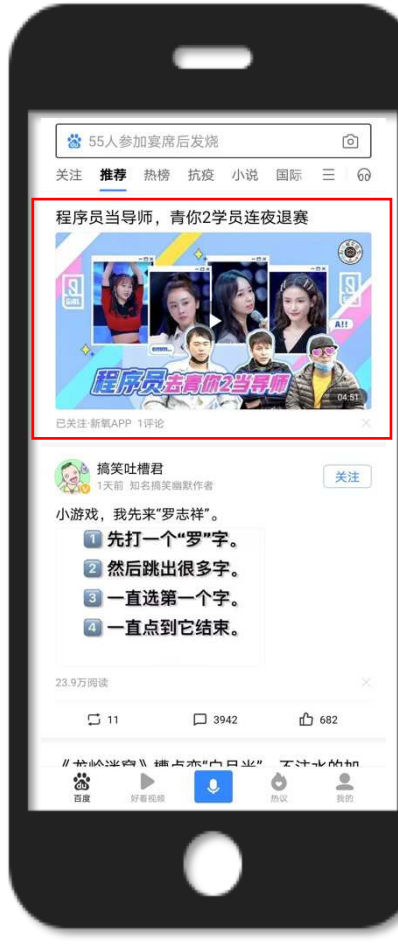 55人参加宴席后发烧
关注 推荐 热榜 抗疫 小说 国际
程序员当导师，青你2学员连夜退赛
GIRL
A!!
emmm...
程序员去青你2当导师
04:51
已关注·新氧APP 1评论
搞笑吐槽君
关注
1天前 知名搞笑幽默作者
小游戏，我先来“罗志祥”。
1 先打一个“罗”字。
2 然后跳出很多字。
3 一直选第一个字。
4 一直点到它结束。
23.9万阅读
11 3942 682
《龙岭迷窟》槽点变“白月光”，不注水的加
百度 好看视频 热议 我的